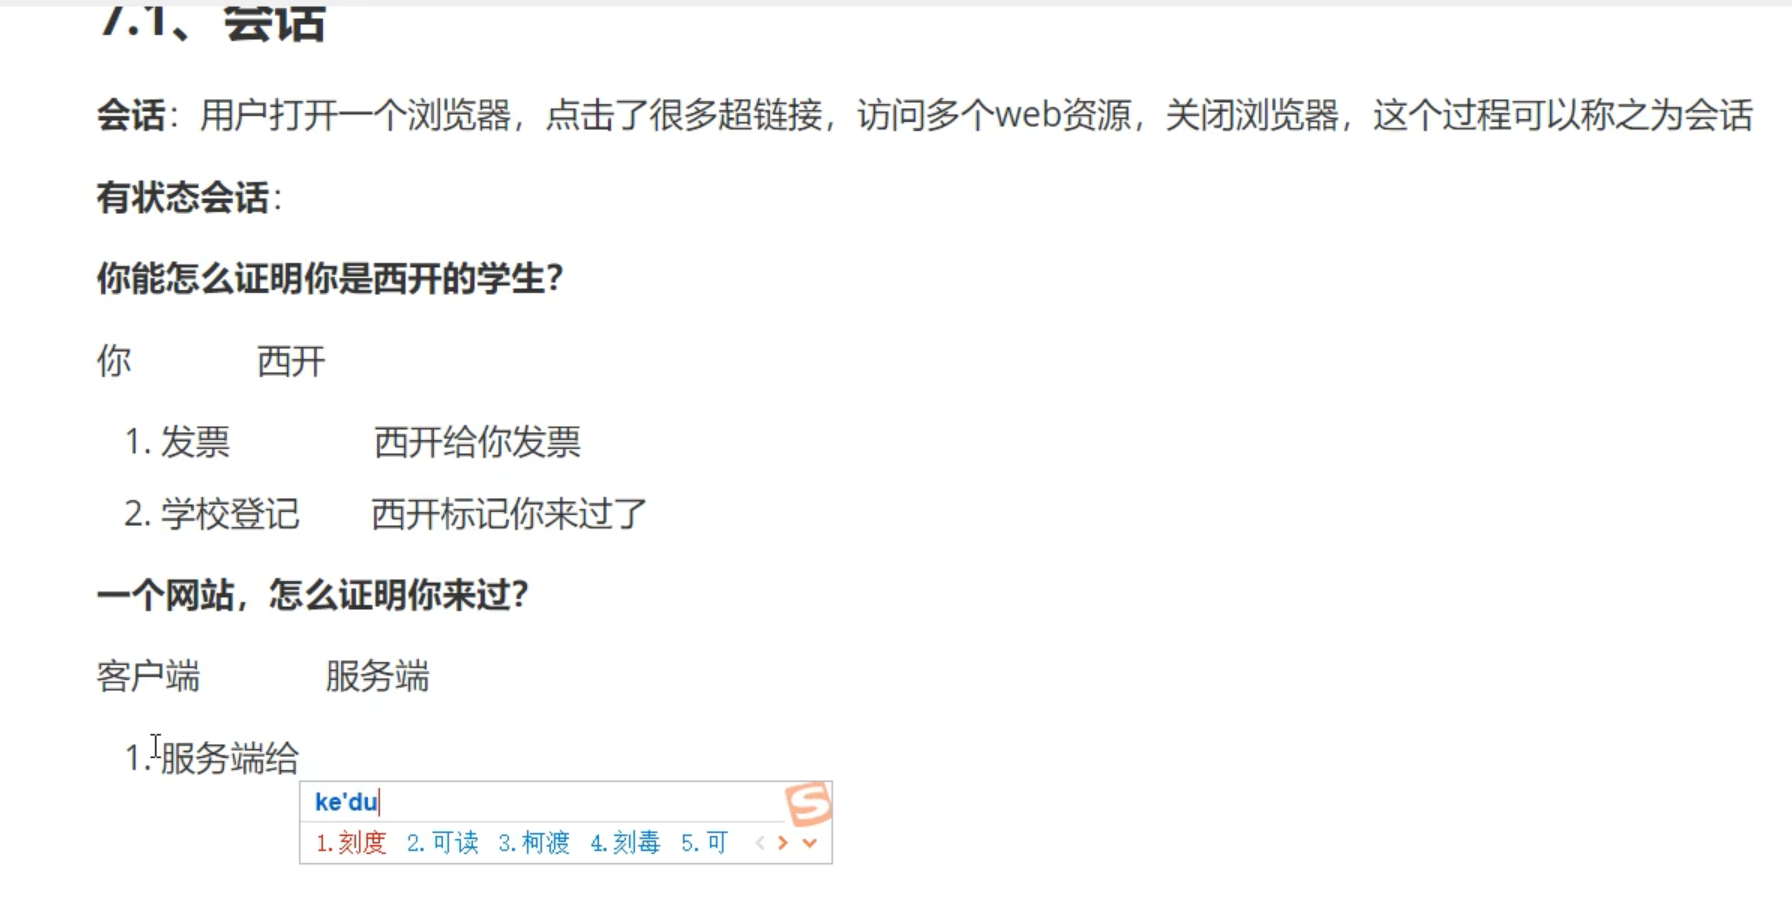 7.1、会话
会话：用户打开一个浏览器，点击了很多超链接，访问多个web资源，关闭浏览器，这个过程可以称之为会话
有状态会话：
你能怎么证明你是西开的学生？
你 西开
1. 发票 西开给你发票
2. 学校登记 西开标记你来过了
一个网站，怎么证明你来过？
客户端 服务端
1. 服务端给
ke'du
1.刻度 2.可读 3.柯渡 4.刻毒 5.可